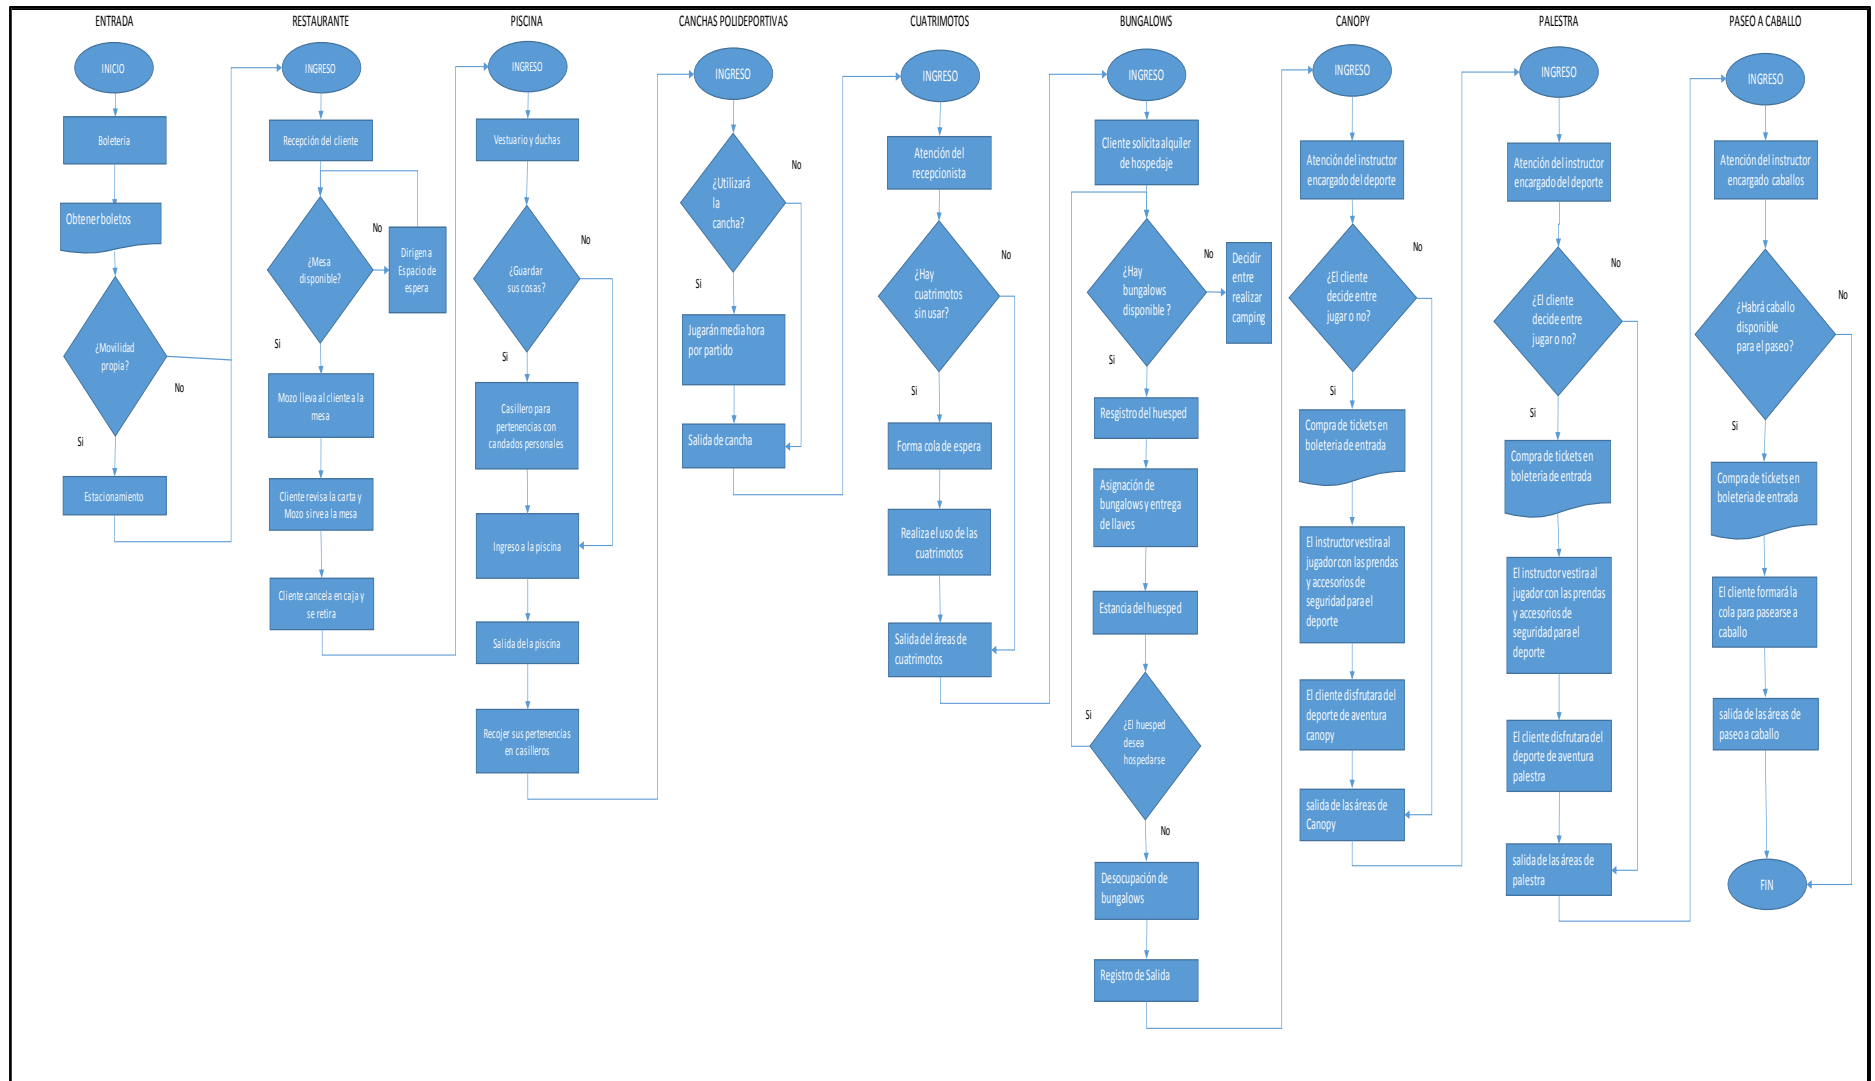 ENTRADA
INICIO
Boleteria
Obtener boletos
¿Movilidad
propia?
No
Si
Estacionamiento
RESTAURANTE
INGRESO
Recepción del cliente
¿Mesa
disponible?
No
Dirigen a
Espacio de
espera
Si
Mozo lleva al cliente a la
mesa
Cliente revisa la carta y
Mozo sirve a la mesa
Cliente cancela en caja y
se retira
PISCINA
INGRESO
Vestuario y duchas
¿Guardar
sus cosas?
No
Si
Casillero para
pertenencias con
candados personales
Ingreso a la piscina
Salida de la piscina
Recojer sus pertenencias
en casilleros
CANCHAS POLIDEPORTIVAS
INGRESO
¿Utilizará
la
cancha?
No
Si
Jugarán media hora
por partido
Salida de cancha
CUATRIMOTOS
INGRESO
Atención del
recepcionista
¿Hay
cuatrimotos
sin usar?
No
Si
Forma cola de espera
Realiza el uso de las
cuatrimotos
Salida del áreas de
cuatrimotos
BUNGALOWS
INGRESO
Cliente solicita alquiler
de hospedaje
¿Hay
bungalows
disponible ?
No
Decidir
entre
realizar
camping
Si
Resgistro del huesped
Asignación de
bungalows y entrega
de llaves
Estancia del huesped
Si
¿El huesped
desea
hospedarse
No
Desocupación de
bungalows
Registro de Salida
CANOPY
INGRESO
Atención del instructor
encargado del deporte
¿El cliente
decide entre
jugar o no?
No
Si
Compra de tickets en
boleteria de entrada
El instructor vestira al
jugador con las prendas
y accesorios de
seguridad para el
deporte
El cliente disfrutara del
deporte de aventura
canopy
salida de las áreas de
Canopy
PALESTRA
INGRESO
Atención del instructor
encargado del deporte
¿El cliente
decide entre
jugar o no?
No
Si
Compra de tickets en
boleteria de entrada
El instructor vestira al
jugador con las prendas
y accesorios de
seguridad para el
deporte
El cliente disfrutara del
deporte de aventura
palestra
salida de las áreas de
palestra
PASEO A CABALLO
INGRESO
Atención del instructor
encargado caballos
¿Habrá caballo
disponible
para el paseo?
No
Si
Compra de tickets en
boleteria de entrada
El cliente formará la
cola para pasearse a
caballo
salida de las áreas de
paseo a caballo
FIN